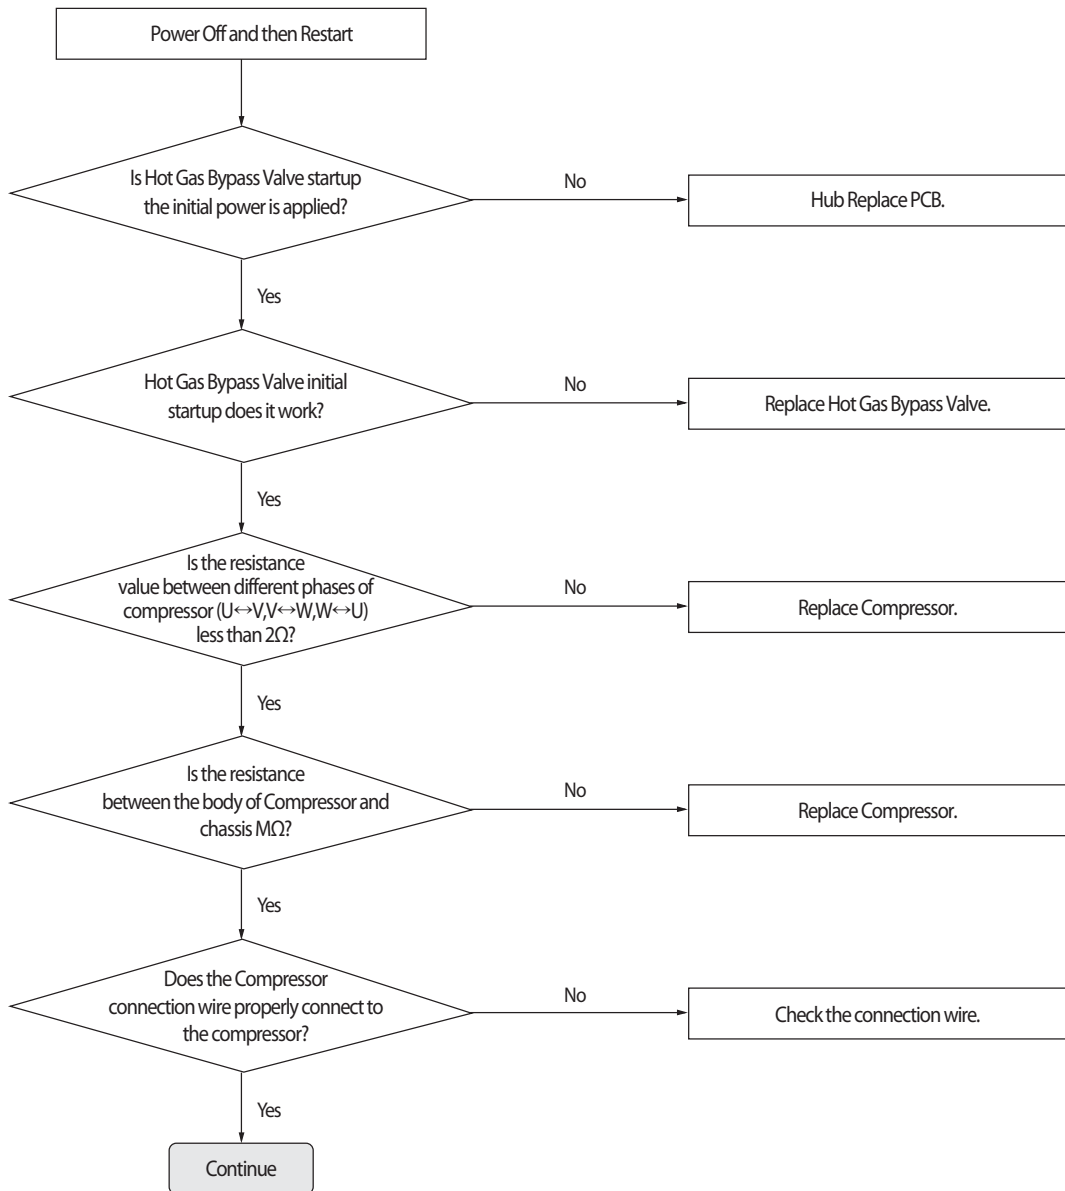 Power Off and then Restart
Is Hot Gas Bypass Valve startup
the initial power is applied?
No
Hub Replace PCB.
Yes
Hot Gas Bypass Valve initial
startup does it work?
No
Replace Hot Gas Bypass Valve.
Yes
Is the resistance
value between different phases of
compressor (U↔V,V↔W,W↔U)
less than 2Ω?
No
Replace Compressor.
Yes
Is the resistance
between the body of Compressor and
chassis MΩ?
No
Replace Compressor.
Yes
Does the Compressor
connection wire properly connect to
the compressor?
No
Check the connection wire.
Yes
Continue